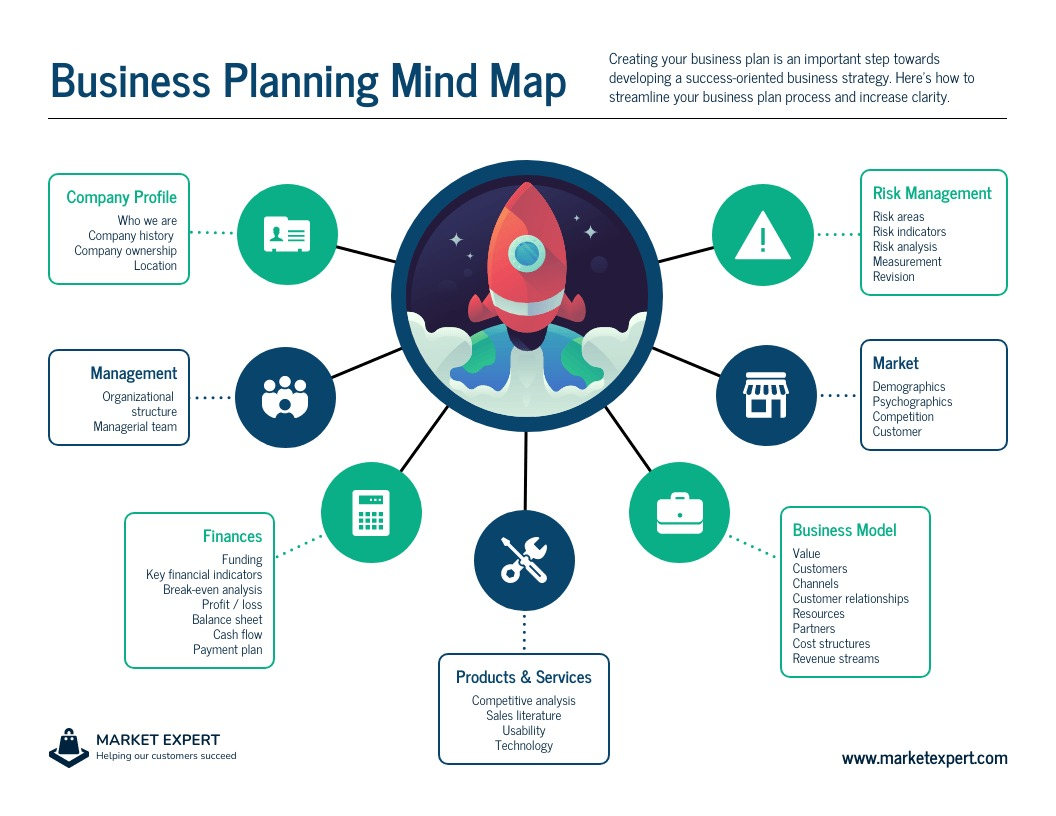 Business Planning Mind Map
Creating your business plan is an important step towards
developing a success-oriented business strategy. Here's how to
streamline your business plan process and increase clarity.
Company Profile
Who we are
Company history
Company ownership
Location
Risk Management
Risk areas
Risk indicators
Risk analysis
Measurement
Revision
Management
Organizational
structure
Managerial team
Market
Demographics
Psychographics
Competition
Customer
Finances
Funding
Key financial indicators
Break-even analysis
Profit / loss
Balance sheet
Cash flow
Payment plan
Business Model
Value
Customers
Channels
Customer relationships
Resources
Partners
Cost structures
Revenue streams
Products & Services
Competitive analysis
Sales literature
Usability
Technology
MARKET EXPERT
Helping our customers succeed
www.marketexpert.com